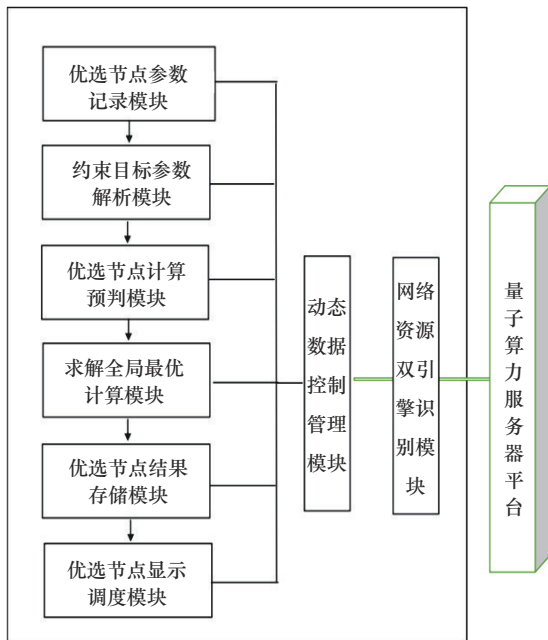 优选节点参数
记录模块
约束目标参数
解析模块
优选节点计算
预判模块
求解全局最优
计算模块
优选节点结果
存储模块
优选节点显示
调度模块
动态
数据
控制
管理
模块
网络
资源
双引
擎识
别模
块
量
子
算
力
服
务
器
平
台